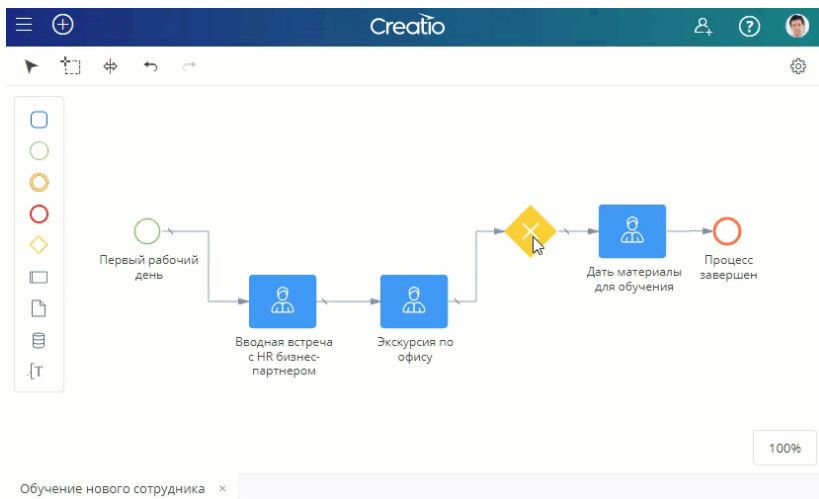 Creatio
Первый рабочий
день
Вводная встреча
с HR бизнес-
партнером
Экскурсия по
офису
Дать материалы
для обучения
Процесс
завершен
T
100%
Обучение нового сотрудника ×